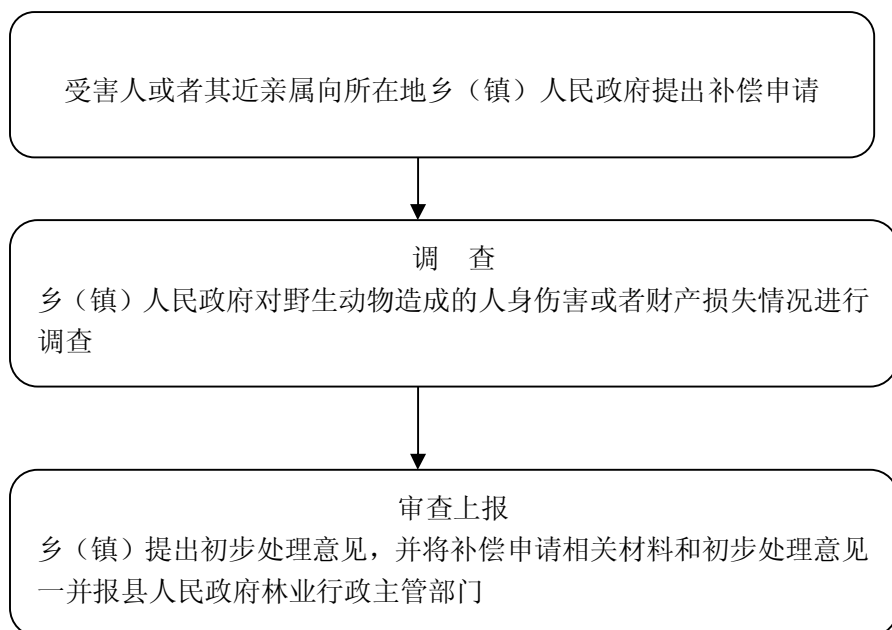 受害人或者其近亲属向所在地乡（镇）人民政府提出补偿申请
调　查
乡（镇）人民政府对野生动物造成的人身伤害或者财产损失情况进行
调查
审查上报
乡（镇）提出初步处理意见，并将补偿申请相关材料和初步处理意见
一并报县人民政府林业行政主管部门